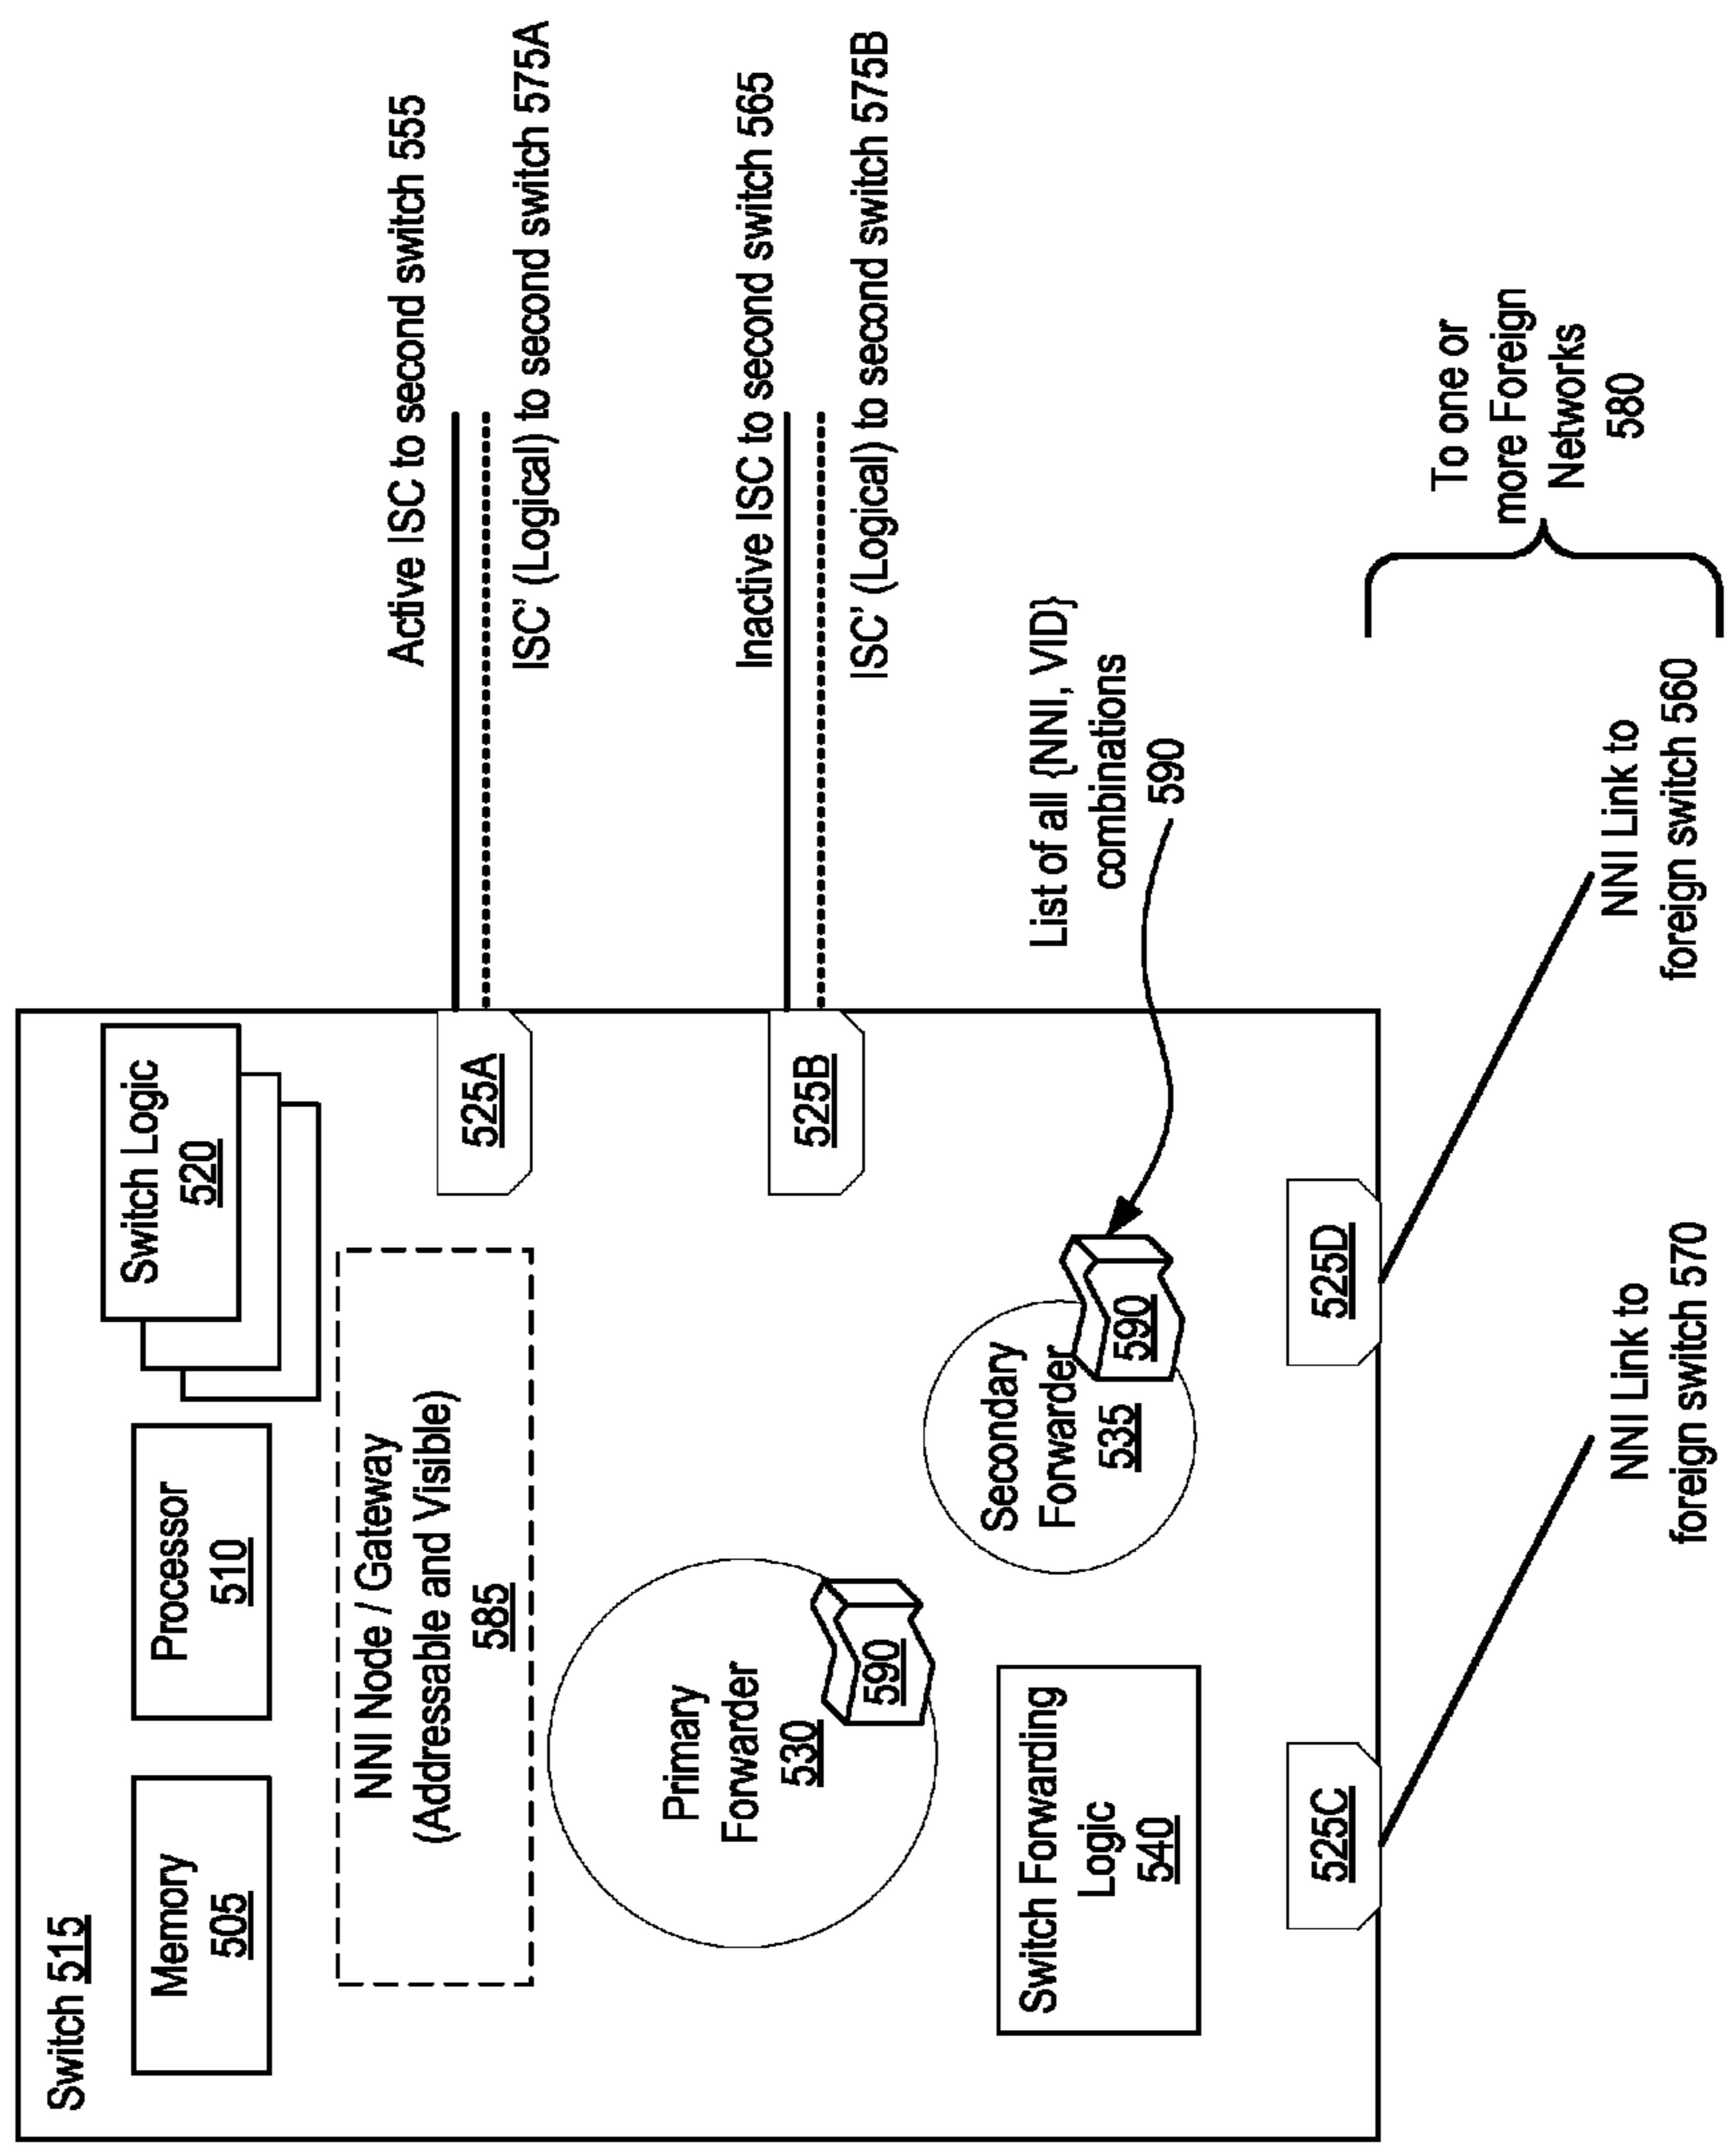 Switch 515
Memory
505
Processor
510
Switch Logic
520
NNI Node / Gateway
(Addressable and Visible)
585
Primary
Forwarder
530
590
Secondary
Forwarder
535
590
Switch Forwarding
Logic
540
525A
525B
525C
525D
Active ISC to second switch 555
ISC' (Logical) to second switch 575A
Inactive ISC to second switch 565
ISC' (Logical) to second switch 575B
List of all {NNI, VID}
combinations
590
NNI Link to
foreign switch 570
NNI Link to
foreign switch 560
To one or
more Foreign
Networks
580